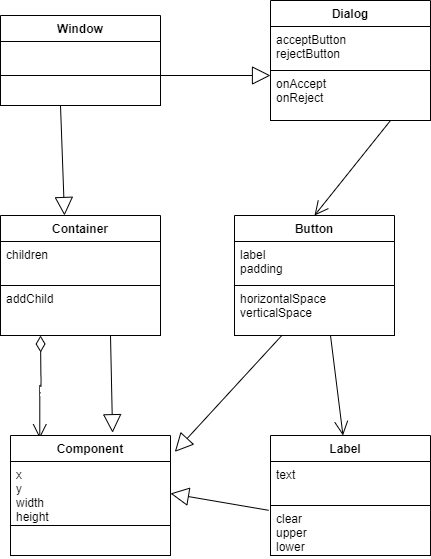 Window
Dialog
acceptButton
rejectButton
onAccept
onReject
Container
children
addChild
Button
label
padding
horizontalSpace
verticalSpace
Component
x
y
width
height
Label
text
clear
upper
lower